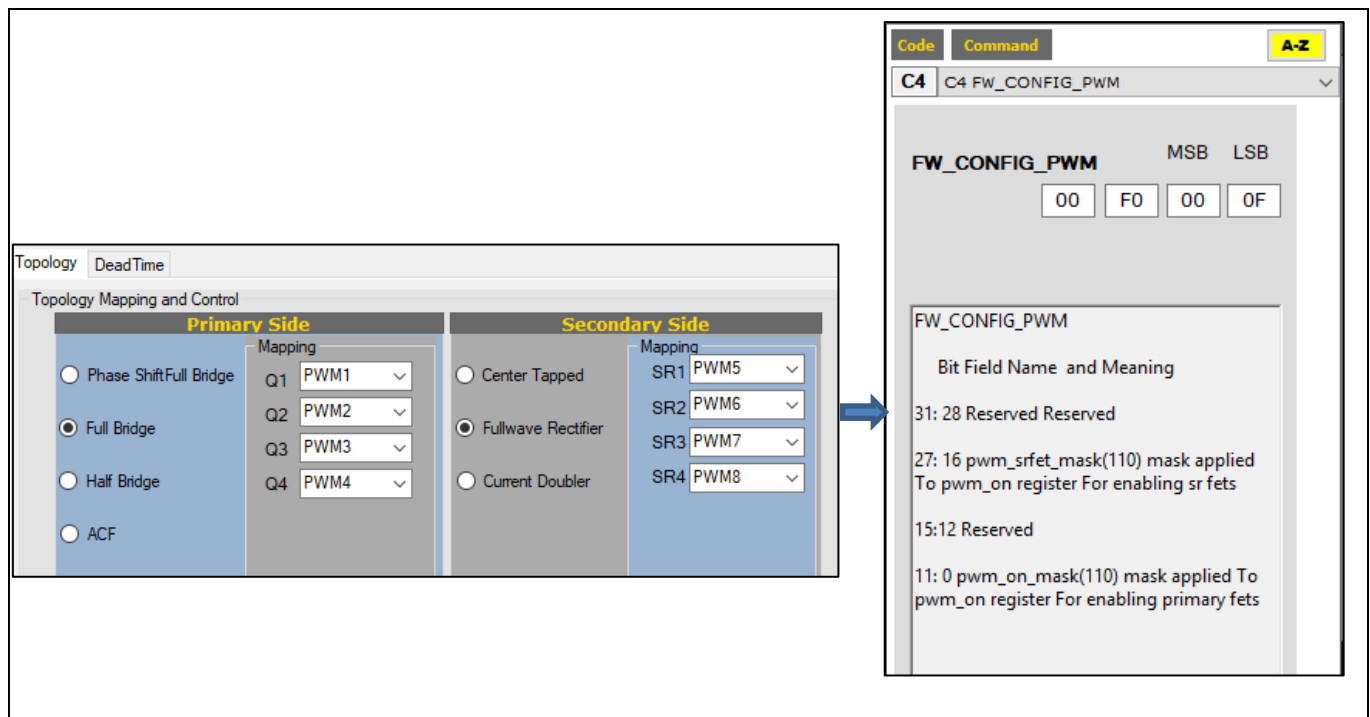 Topology DeadTime
Topology Mapping and Control
Primary Side
Mapping
Phase ShiftFull Bridge
Full Bridge
Half Bridge
ACF
Q1 PWM1
Q2 PWM2
Q3 PWM3
Q4 PWM4
Secondary Side
Mapping
Center Tapped
Fullwave Rectifier
Current Doubler
SR1 PWM5
SR2 PWM6
SR3 PWM7
SR4 PWM8
Code Command A-Z
C4 C4 FW_CONFIG_PWM
FW_CONFIG_PWM MSB LSB
00 F0 00 0F
FW_CONFIG_PWM
Bit Field Name and Meaning
31: 28 Reserved Reserved
27: 16 pwm_srfet_mask(110) mask applied
To pwm_on register For enabling sr fets
15:12 Reserved
11: 0 pwm_on_mask(110) mask applied To
pwm_on register For enabling primary fets